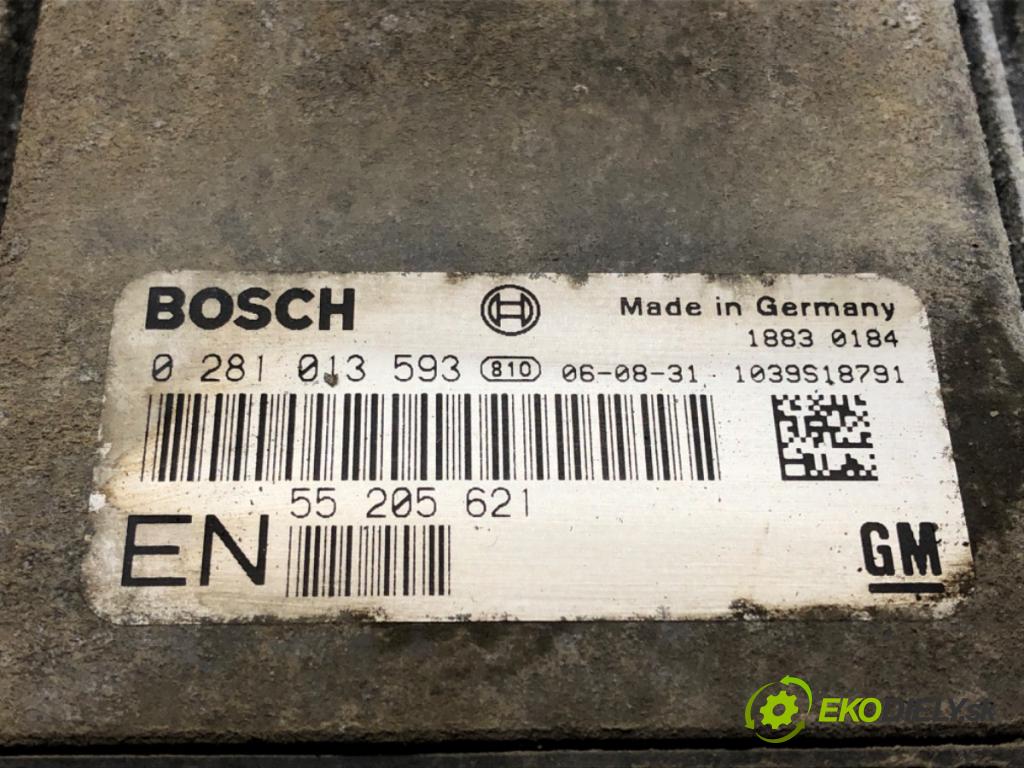 BOSCH Made in Germany
1883 0184
0 281 013 593 810 06-08-31 1039S18791
55 205 621
EN GM
EKODIELY.sk